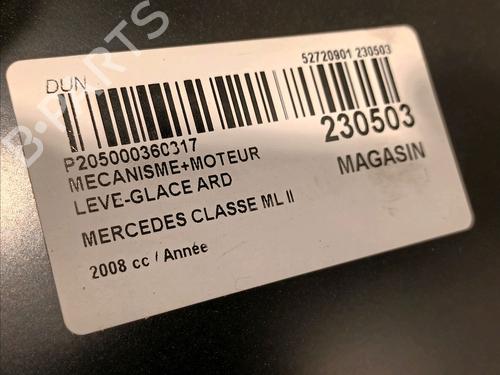 DUN
52720901 230503
P205000360317
230503
MECANISME+MOTEUR
LEVE-GLACE ARD
MAGASIN
MERCEDES CLASSE ML II
2008 cc / Année
B-PARTS